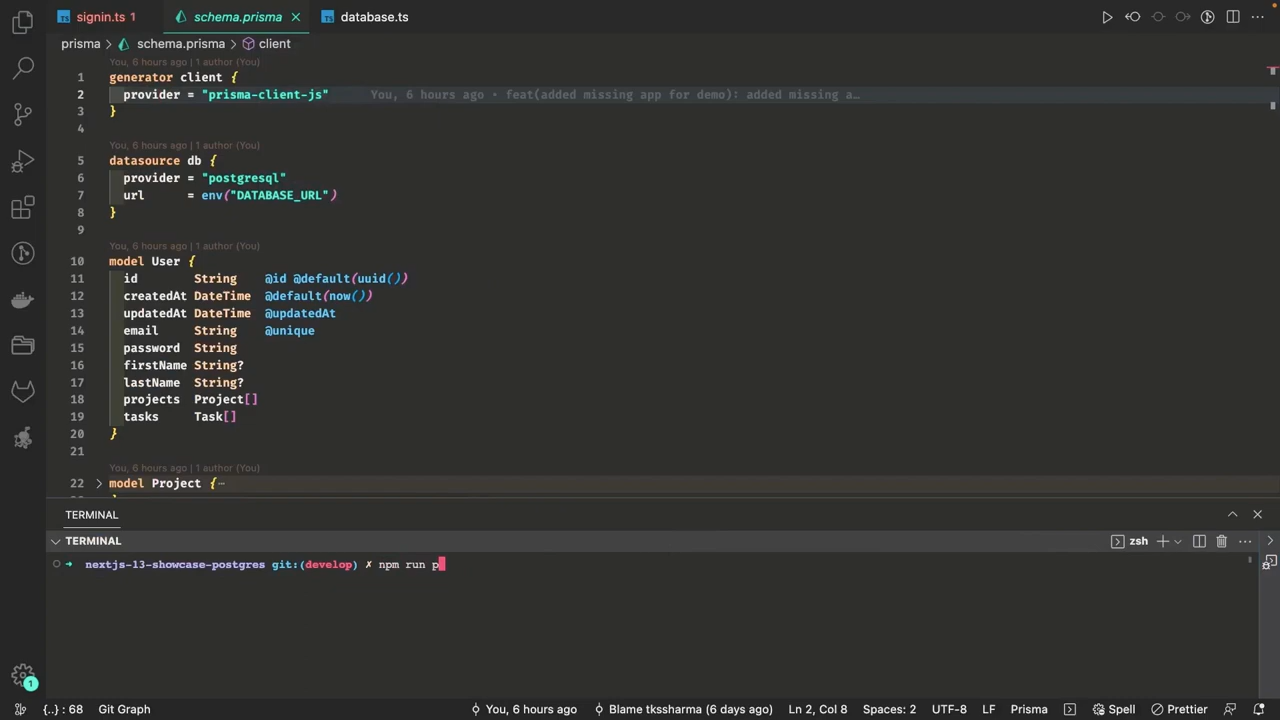 signin.ts 1 schema.prisma database.ts
prisma schema.prisma client
You, 6 hours ago | 1 author (You)
1 generator client {
2 provider = "prisma-client-js" You, 6 hours ago • feat(added missing app for demo): added missing a…
3 }
4
You, 6 hours ago | 1 author (You)
5 datasource db {
6 provider = "postgresql"
7 url = env("DATABASE_URL")
8 }
9
You, 6 hours ago | 1 author (You)
10 model User {
11 id String @id @default(uuid())
12 createdAt DateTime @default(now())
13 updatedAt DateTime @updatedAt
14 email String @unique
15 password String
16 firstName String?
17 lastName String?
18 projects Project[]
19 tasks Task[]
20 }
21
You, 6 hours ago | 1 author (You)
22 model Project {…
TERMINAL
TERMINAL zsh
nextjs-13-showcase-postgres git:(develop) ✗ npm run p
1
{..} : 68 Git Graph You, 6 hours ago Blame tkssharma (6 days ago) Ln 2, Col 8 Spaces: 2 UTF-8 LF Prisma Spell Prettier